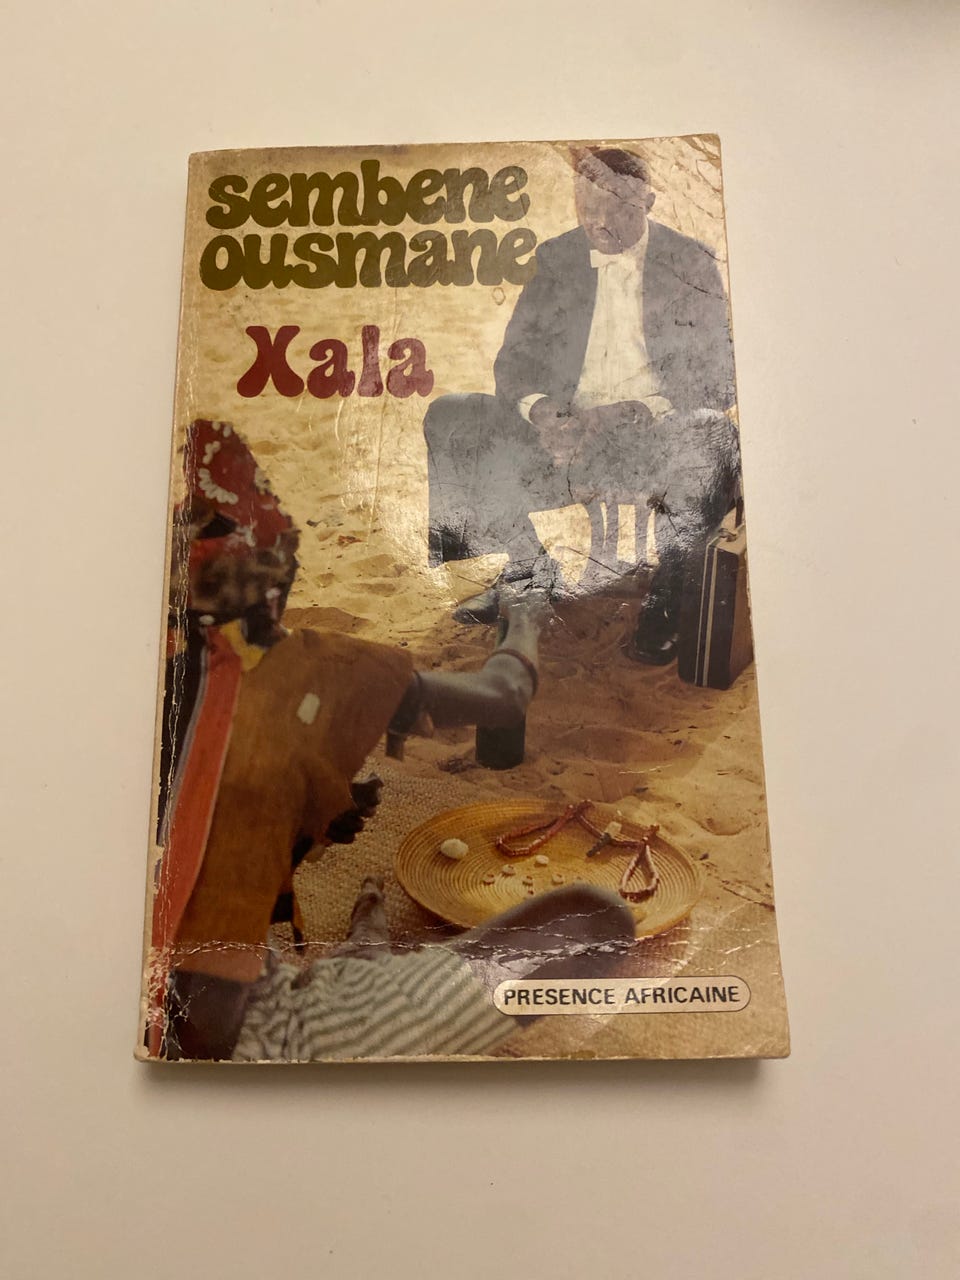 sembene
ousmane
Xala
PRESENCE AFRICAINE